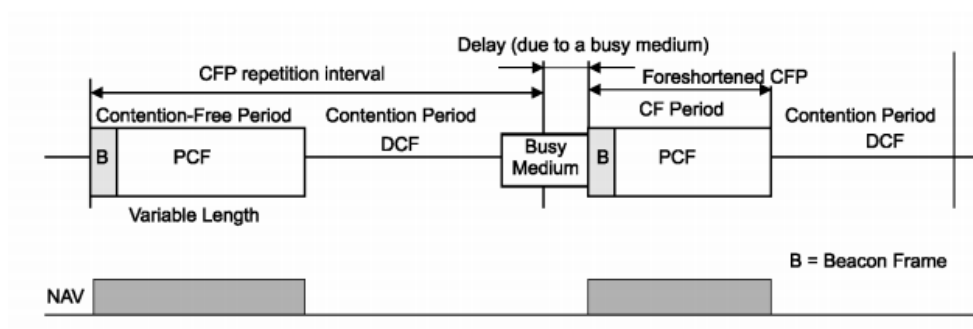 Delay (due to a busy medium)
CFP repetition interval
Foreshortened CFP
Contention-Free Period
Contention Period
CF Period
Contention Period
B
PCF
DCF
Busy
Medium
B
PCF
DCF
Variable Length
B = Beacon Frame
NAV